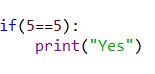 if(5==5):
    print("Yes")